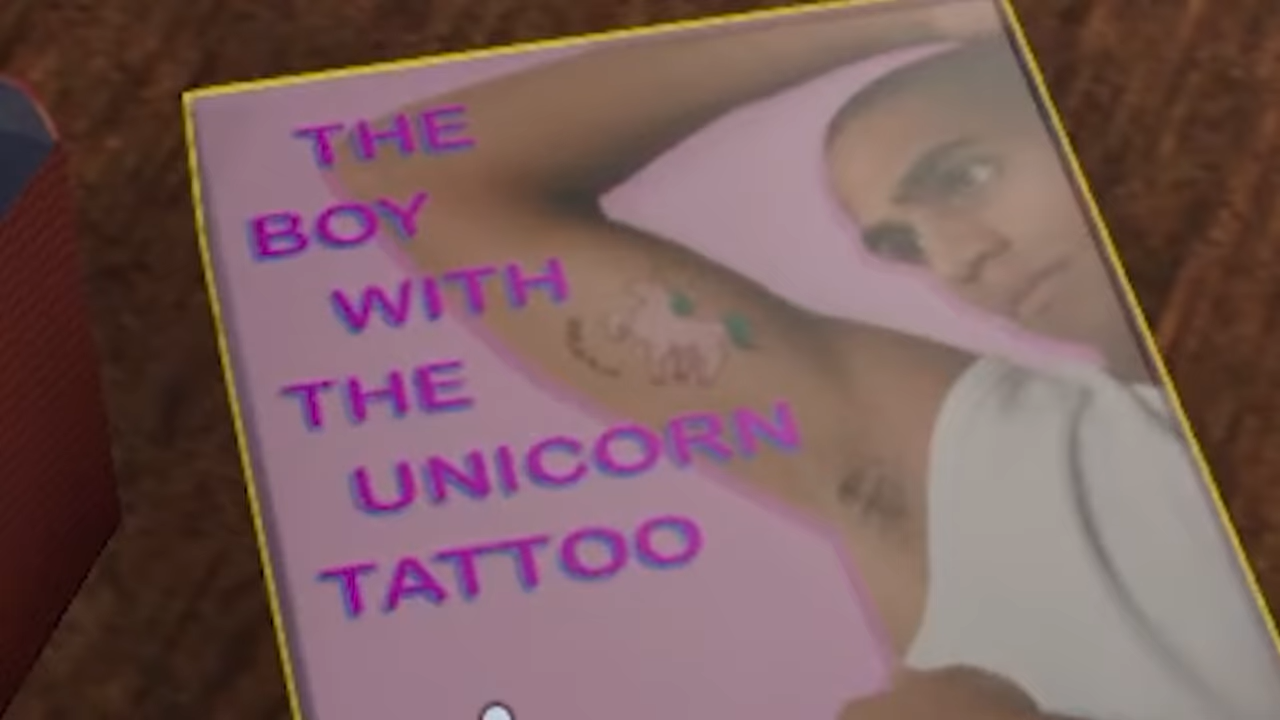 THE
BOY
WITH
THE
UNICORN
TATTOO